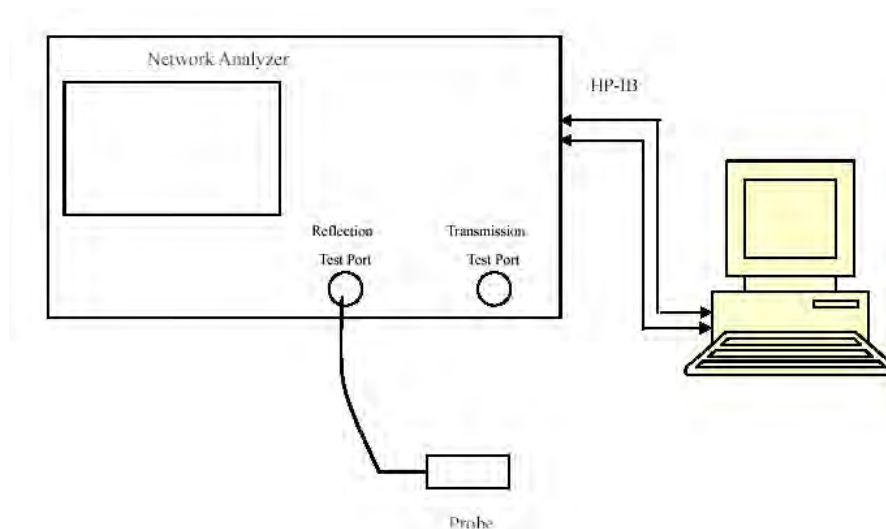 Network Analyzer
HP-IB
Reflection
Test Port
Transmission
Test Port
Probe